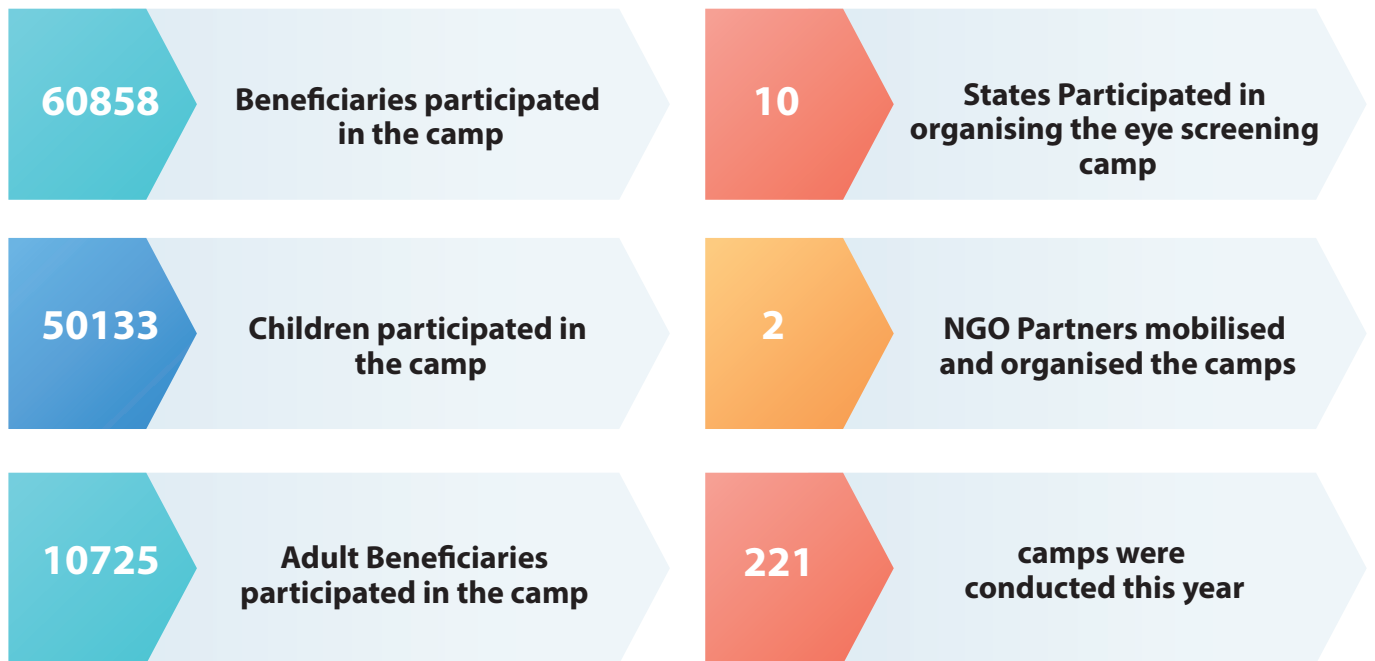 60858
Beneficiaries participated
in the camp
10
States Participated in
organising the eye screening
camp
50133
Children participated in
the camp
2
NGO Partners mobilised
and organised the camps
10725
Adult Beneficiaries
participated in the camp
221
camps were
conducted this year